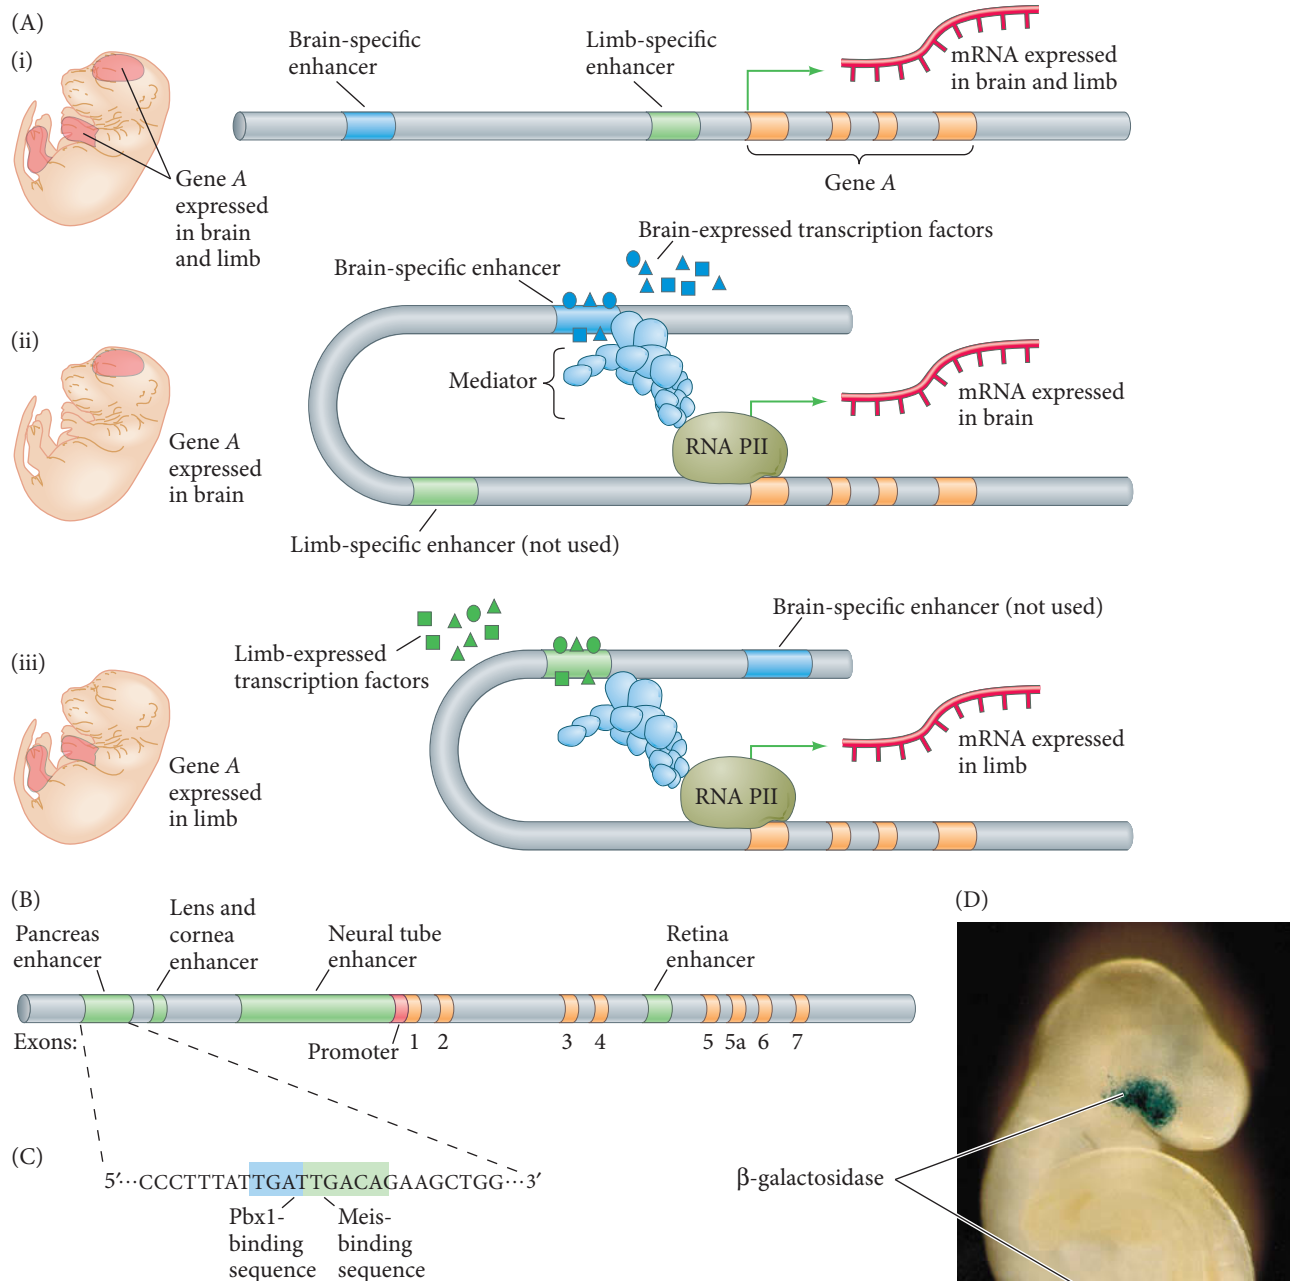 (A)
(i)
Brain-specific
enhancer
Limb-specific
enhancer
mRNA expressed
in brain and limb
Gene A
expressed
in brain
and limb
Gene A
(ii)
Brain-expressed transcription factors
Brain-specific enhancer
Mediator
RNA PII
mRNA expressed
in brain
Gene A
expressed
in brain
Limb-specific enhancer (not used)
(iii)
Brain-specific enhancer (not used)
Limb-expressed
transcription factors
RNA PII
mRNA expressed
in limb
Gene A
expressed
in limb
(B)
Pancreas
enhancer
Lens and
cornea
enhancer
Neural tube
enhancer
Retina
enhancer
Exons:
Promoter
1 2 3 4 5 5a 6 7
(C)
5′···CCCTTTATTGATTGACAGAAGCTGG···3′
Pbx1-
binding
sequence
Meis-
binding
sequence
(D)
β-galactosidase